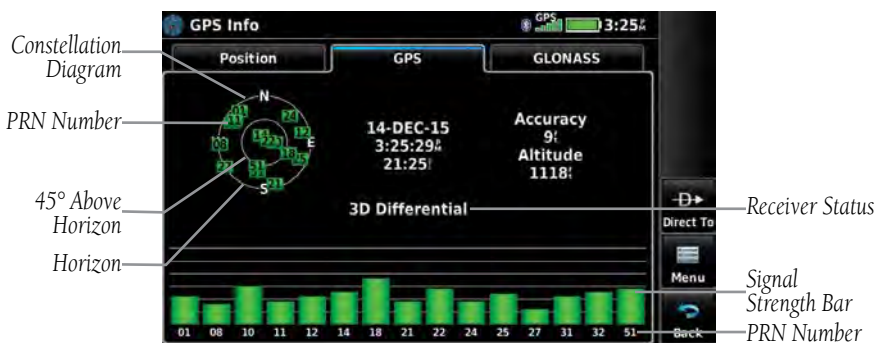 GPS Info
GPS
3:25
Position
GPS
GLONASS
Constellation
Diagram
PRN Number
45° Above
Horizon
Horizon
N
E
S
01
11
24
12
08
14
18
25
27
51
21
14-DEC-15
3:25:29
21:25
3D Differential
Accuracy
9
Altitude
1118
Receiver Status
D
Direct To
Menu
Back
Signal
Strength Bar
PRN Number
01 08 10 11 12 14 18 21 22 24 25 27 31 32 51